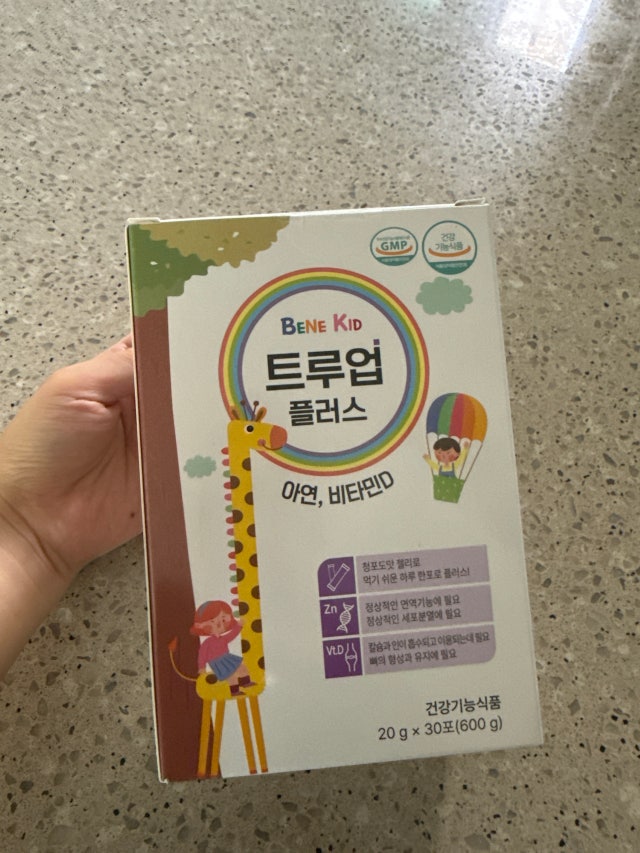 GMP
건강
기능식품
BENE KID
트루업
플러스
아연, 비타민D
청포도맛 젤리로
먹기 쉬운 하루 한포로 플러스!
Zn
정상적인 면역기능에 필요
정상적인 세포분열에 필요
Vt.D
칼슘과 인이 흡수되고 이용되는데 필요
뼈의 형성과 유지에 필요
건강기능식품
20 g × 30포(600 g)